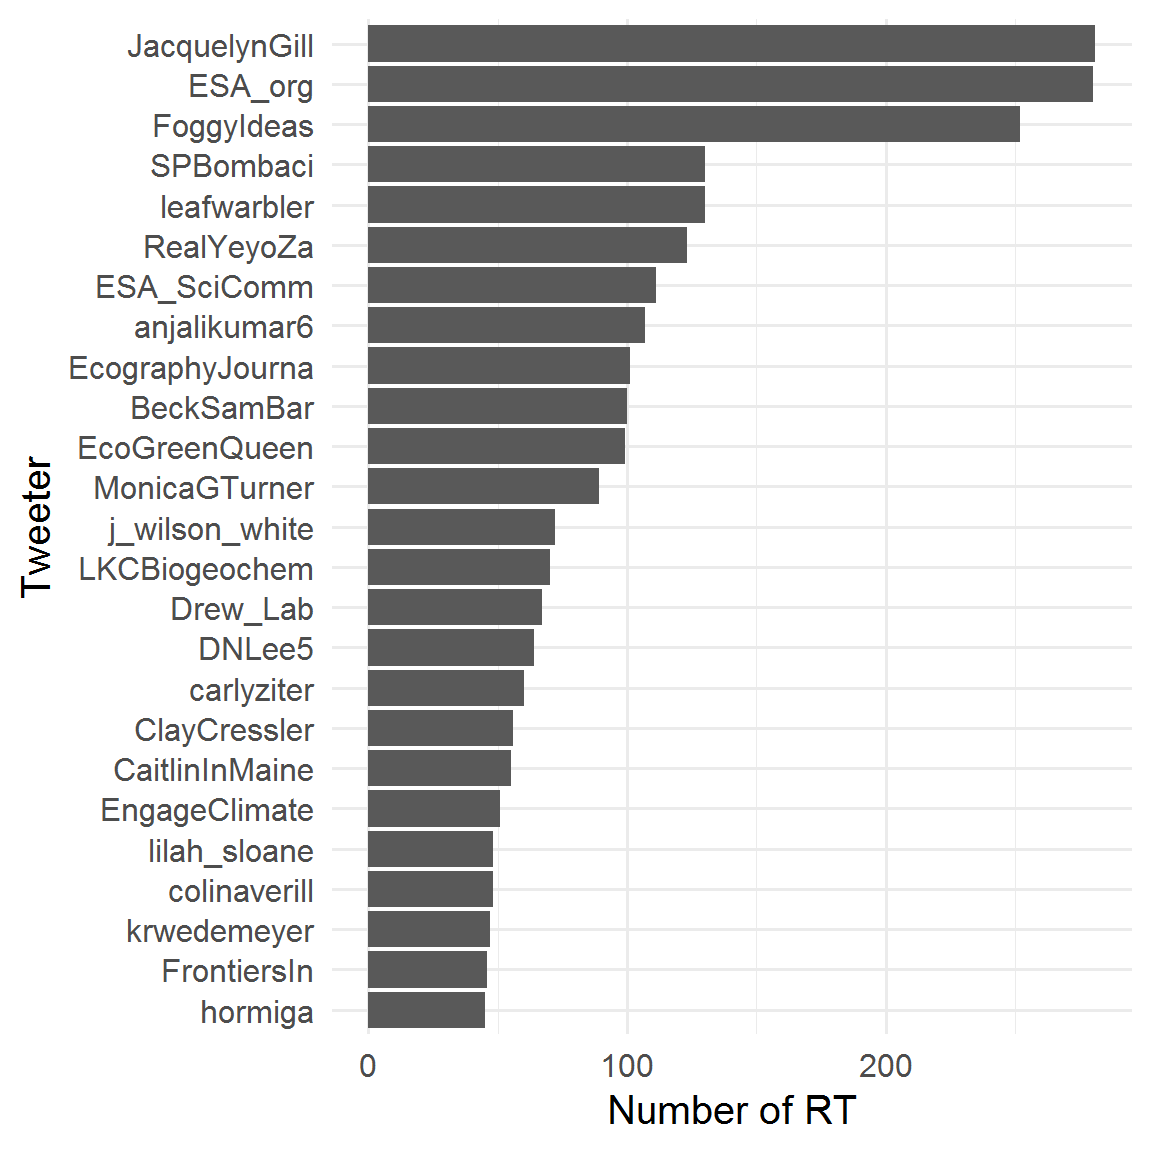 JacquelynGill
ESA_org
FoggyIdeas
SPBombaci
leafwarbler
RealYeyoZa
ESA_SciComm
anjalikumar6
EcographyJourna
BeckSamBar
EcoGreenQueen
MonicaGTurner
j_wilson_white
LKCBiogeochem
Drew_Lab
DNLee5
carlyziter
ClayCressler
CaitlinInMaine
EngageClimate
lilah_sloane
colinaverill
krwedemeyer
FrontiersIn
hormiga
Tweeter
0 100 200
Number of RT